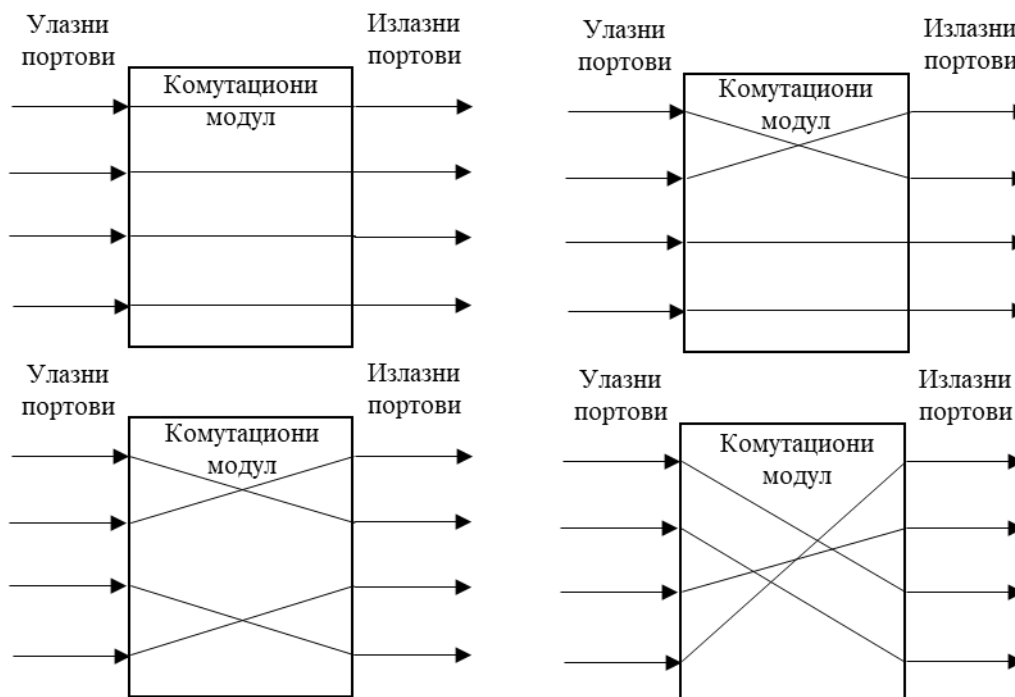 Улазни
портови
Излазни
портови
Комутациони
модул
Улазни
портови
Излазни
портови
Комутациони
модул
Улазни
портови
Излазни
портови
Комутациони
модул
Улазни
портови
Излазни
портови
Комутациони
модул